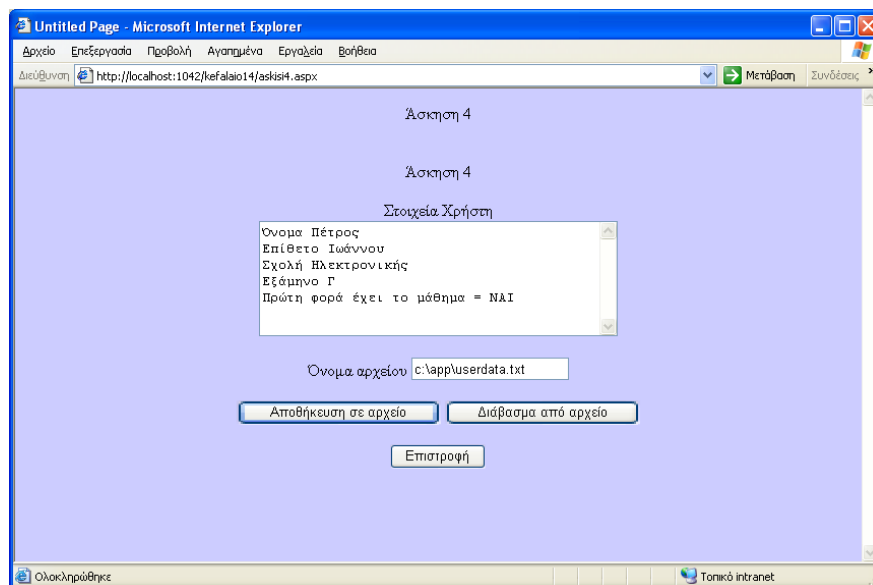 Untitled Page - Microsoft Internet Explorer
Αρχείο Επεξεργασία Προβολή Αγαπημένα Εργαλεία Βοήθεια
Διεύθυνση http://localhost:1042/kefalaio14/askisi4.aspx Μετάβαση Συνδέσεις »
Άσκηση 4
Άσκηση 4
Στοιχεία Χρήστη
Όνομα Πέτρος
Επίθετο Ιωάννου
Σχολή Ηλεκτρονικής
Εξάμηνο Γ
Πρώτη φορά έχει το μάθημα = ΝΑΙ
Όνομα αρχείου c:\app\userdata.txt
Αποθήκευση σε αρχείο Διάβασμα από αρχείο
Επιστροφή
Ολοκληρώθηκε Τοπικό intranet